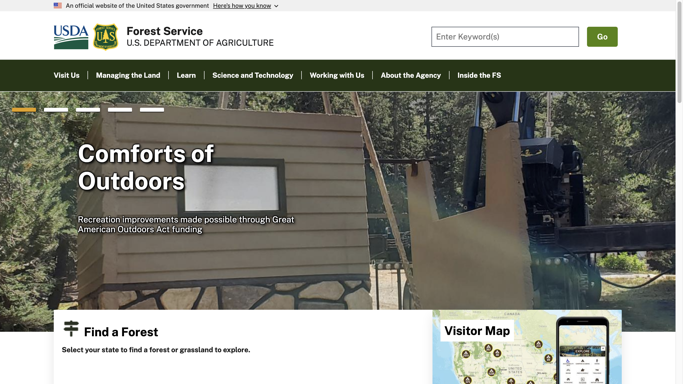 An official website of the United States government Here's how you know
USDA
Forest Service
U.S. DEPARTMENT OF AGRICULTURE
Enter Keyword(s)
Go
Visit Us
Managing the Land
Learn
Science and Technology
Working with Us
About the Agency
Inside the FS
Comforts of
Outdoors
Recreation improvements made possible through Great
American Outdoors Act funding
Find a Forest
Select your state to find a forest or grassland to explore.
Visitor Map